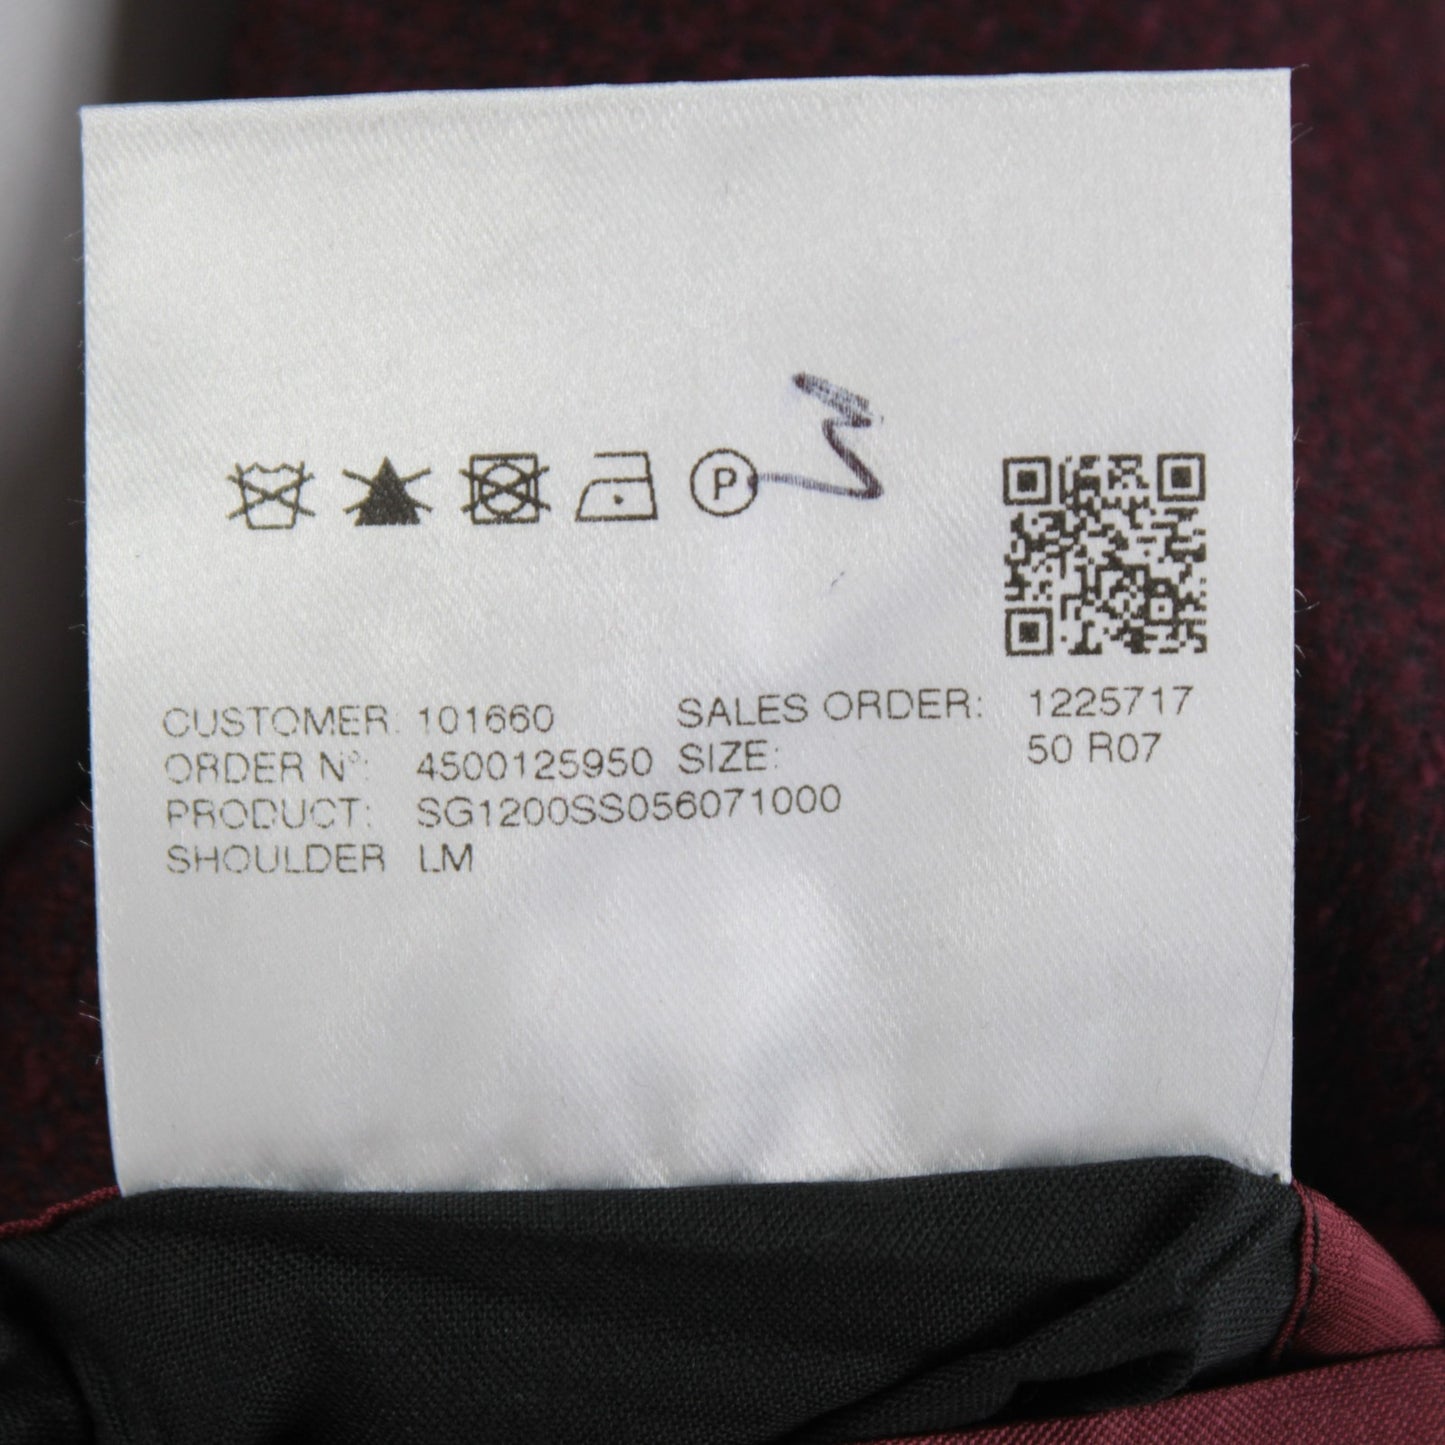 P
CUSTOMER: 101660 SALES ORDER: 1225717
ORDER N°: 4500125950 SIZE: 50 R07
PRODUCT: SG1200SS056071000
SHOULDER LM